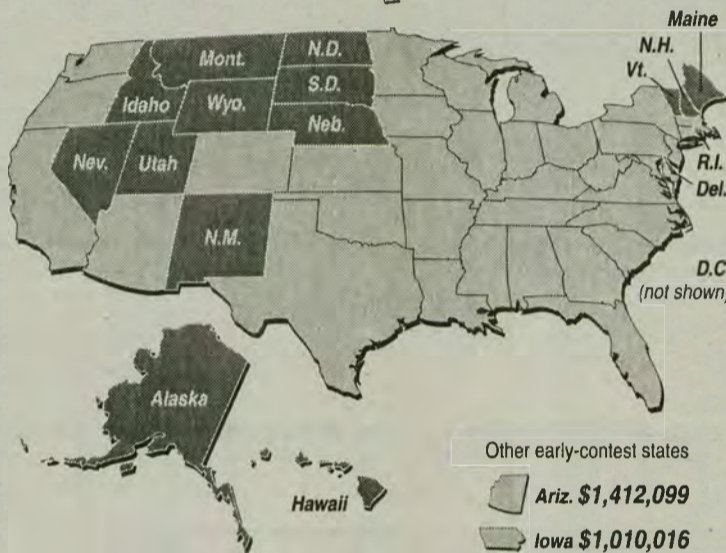 Maine
N.H.
Vt.
Mont.
N.D.
S.D.
Idaho
Wyo.
Neb.
Nev.
Utah
R.I.
Del.
N.M.
D.C
(not shown)
Alaska
Hawaii
Other early-contest states
Ariz. $1,412,099
Iowa $1,010,016